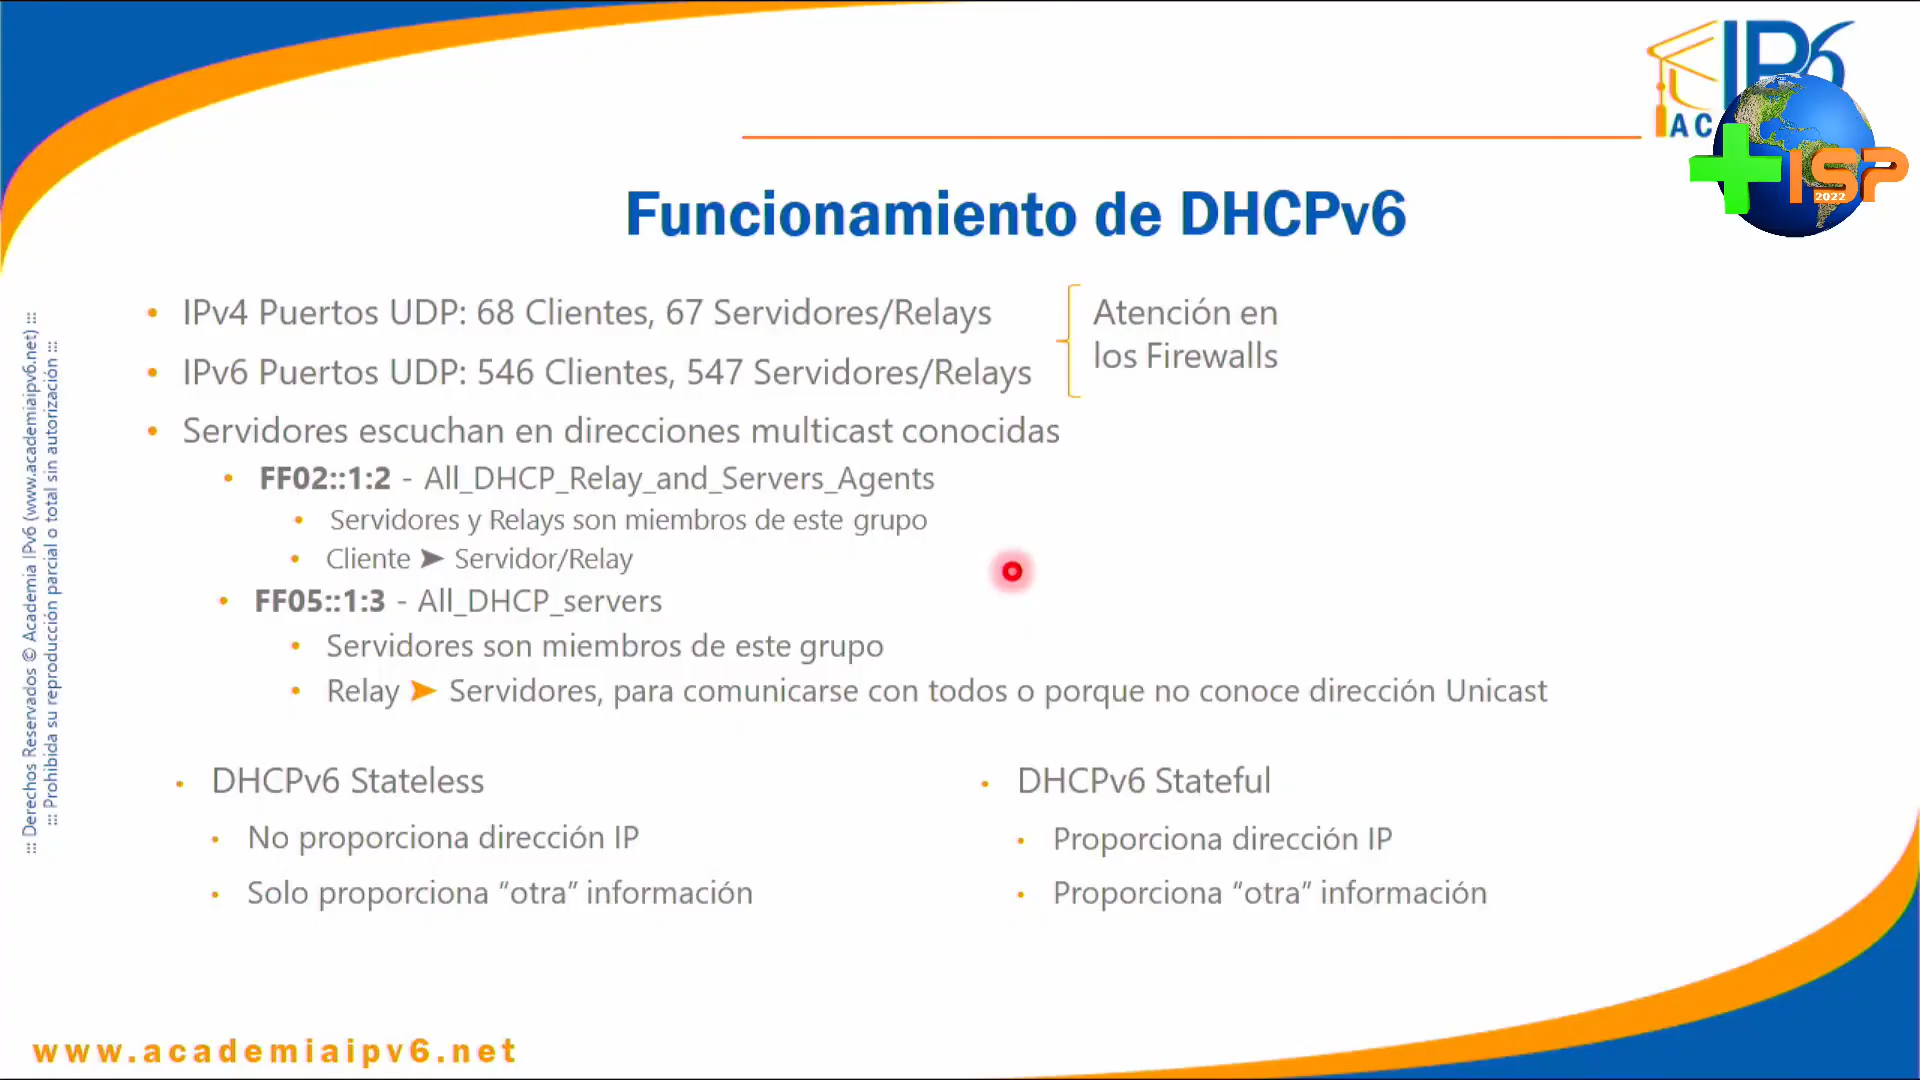 IP6
AC
+ISP
2022
Funcionamiento de DHCPv6
• IPv4 Puertos UDP: 68 Clientes, 67 Servidores/Relays
• IPv6 Puertos UDP: 546 Clientes, 547 Servidores/Relays
Atención en
los Firewalls
• Servidores escuchan en direcciones multicast conocidas
• FF02::1:2 - All_DHCP_Relay_and_Servers_Agents
• Servidores y Relays son miembros de este grupo
• Cliente ➤ Servidor/Relay
• FF05::1:3 - All_DHCP_servers
• Servidores son miembros de este grupo
• Relay ➤ Servidores, para comunicarse con todos o porque no conoce dirección Unicast
• DHCPv6 Stateless
• No proporciona dirección IP
• Solo proporciona “otra” información
• DHCPv6 Stateful
• Proporciona dirección IP
• Proporciona “otra” información
::: Derechos Reservados © Academia IPv6 (www.academiaipv6.net) :::
::: Prohibida su reproducción parcial o total sin autorización :::
www.academiaipv6.net